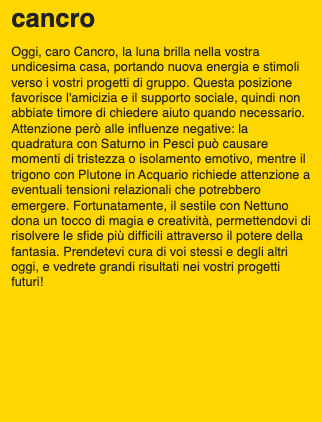 cancro
Oggi, caro Cancro, la luna brilla nella vostra
undicesima casa, portando nuova energia e stimoli
verso i vostri progetti di gruppo. Questa posizione
favorisce l'amicizia e il supporto sociale, quindi non
abbiate timore di chiedere aiuto quando necessario.
Attenzione però alle influenze negative: la
quadratura con Saturno in Pesci può causare
momenti di tristezza o isolamento emotivo, mentre il
trigono con Plutone in Acquario richiede attenzione a
eventuali tensioni relazionali che potrebbero
emergere. Fortunatamente, il sestile con Nettuno
dona un tocco di magia e creatività, permettendovi di
risolvere le sfide più difficili attraverso il potere della
fantasia. Prendetevi cura di voi stessi e degli altri
oggi, e vedrete grandi risultati nei vostri progetti
futuri!